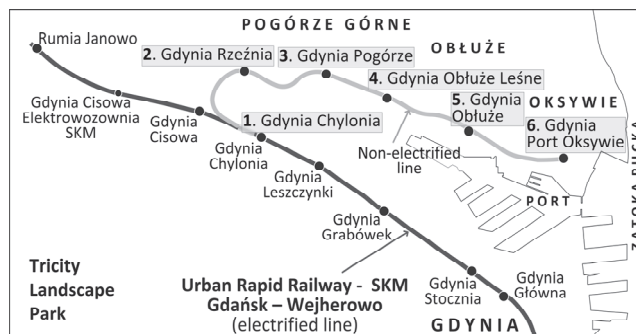 POGÓRZE GÓRNE
Rumia Janowo
2. Gdynia Rzeźnia
3. Gdynia Pogórze
OBŁUŻE
4. Gdynia Obłuże Leśne
Gdynia Cisowa
Elektrowozownia
SKM
Gdynia
Cisowa
1. Gdynia Chylonia
5. Gdynia
Obłuże
OKSYWIE
6. Gdynia
Port Oksywie
Gdynia
Chylonia
Non-electrified
line
Gdynia
Leszczynki
PORT
ZATOKA PUCKA
Gdynia
Grabówek
Tricity
Landscape
Park
Urban Rapid Railway - SKM
Gdańsk – Wejherowo
(electrified line)
Gdynia
Stocznia
Gdynia
Główna
GDYNIA